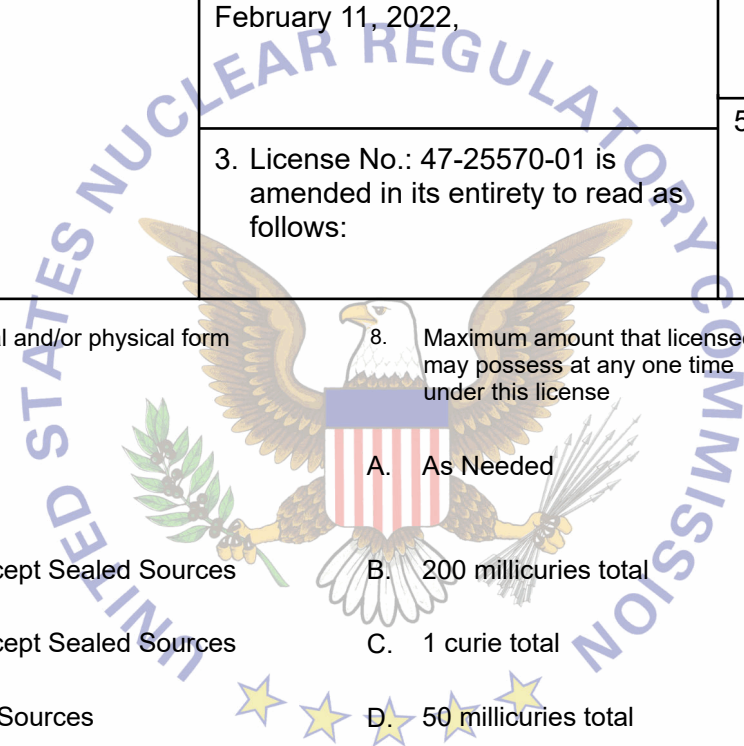 February 11, 2022,
3. License No.: 47-25570-01 is
amended in its entirety to read as
follows:
5
l and/or physical form
8. Maximum amount that license
may possess at any one time
under this license
A. As Needed
cept Sealed Sources
B. 200 millicuries total
cept Sealed Sources
C. 1 curie total
Sources
D. 50 millicuries total
UNITED STATES NUCLEAR REGULATORY COMMISSION